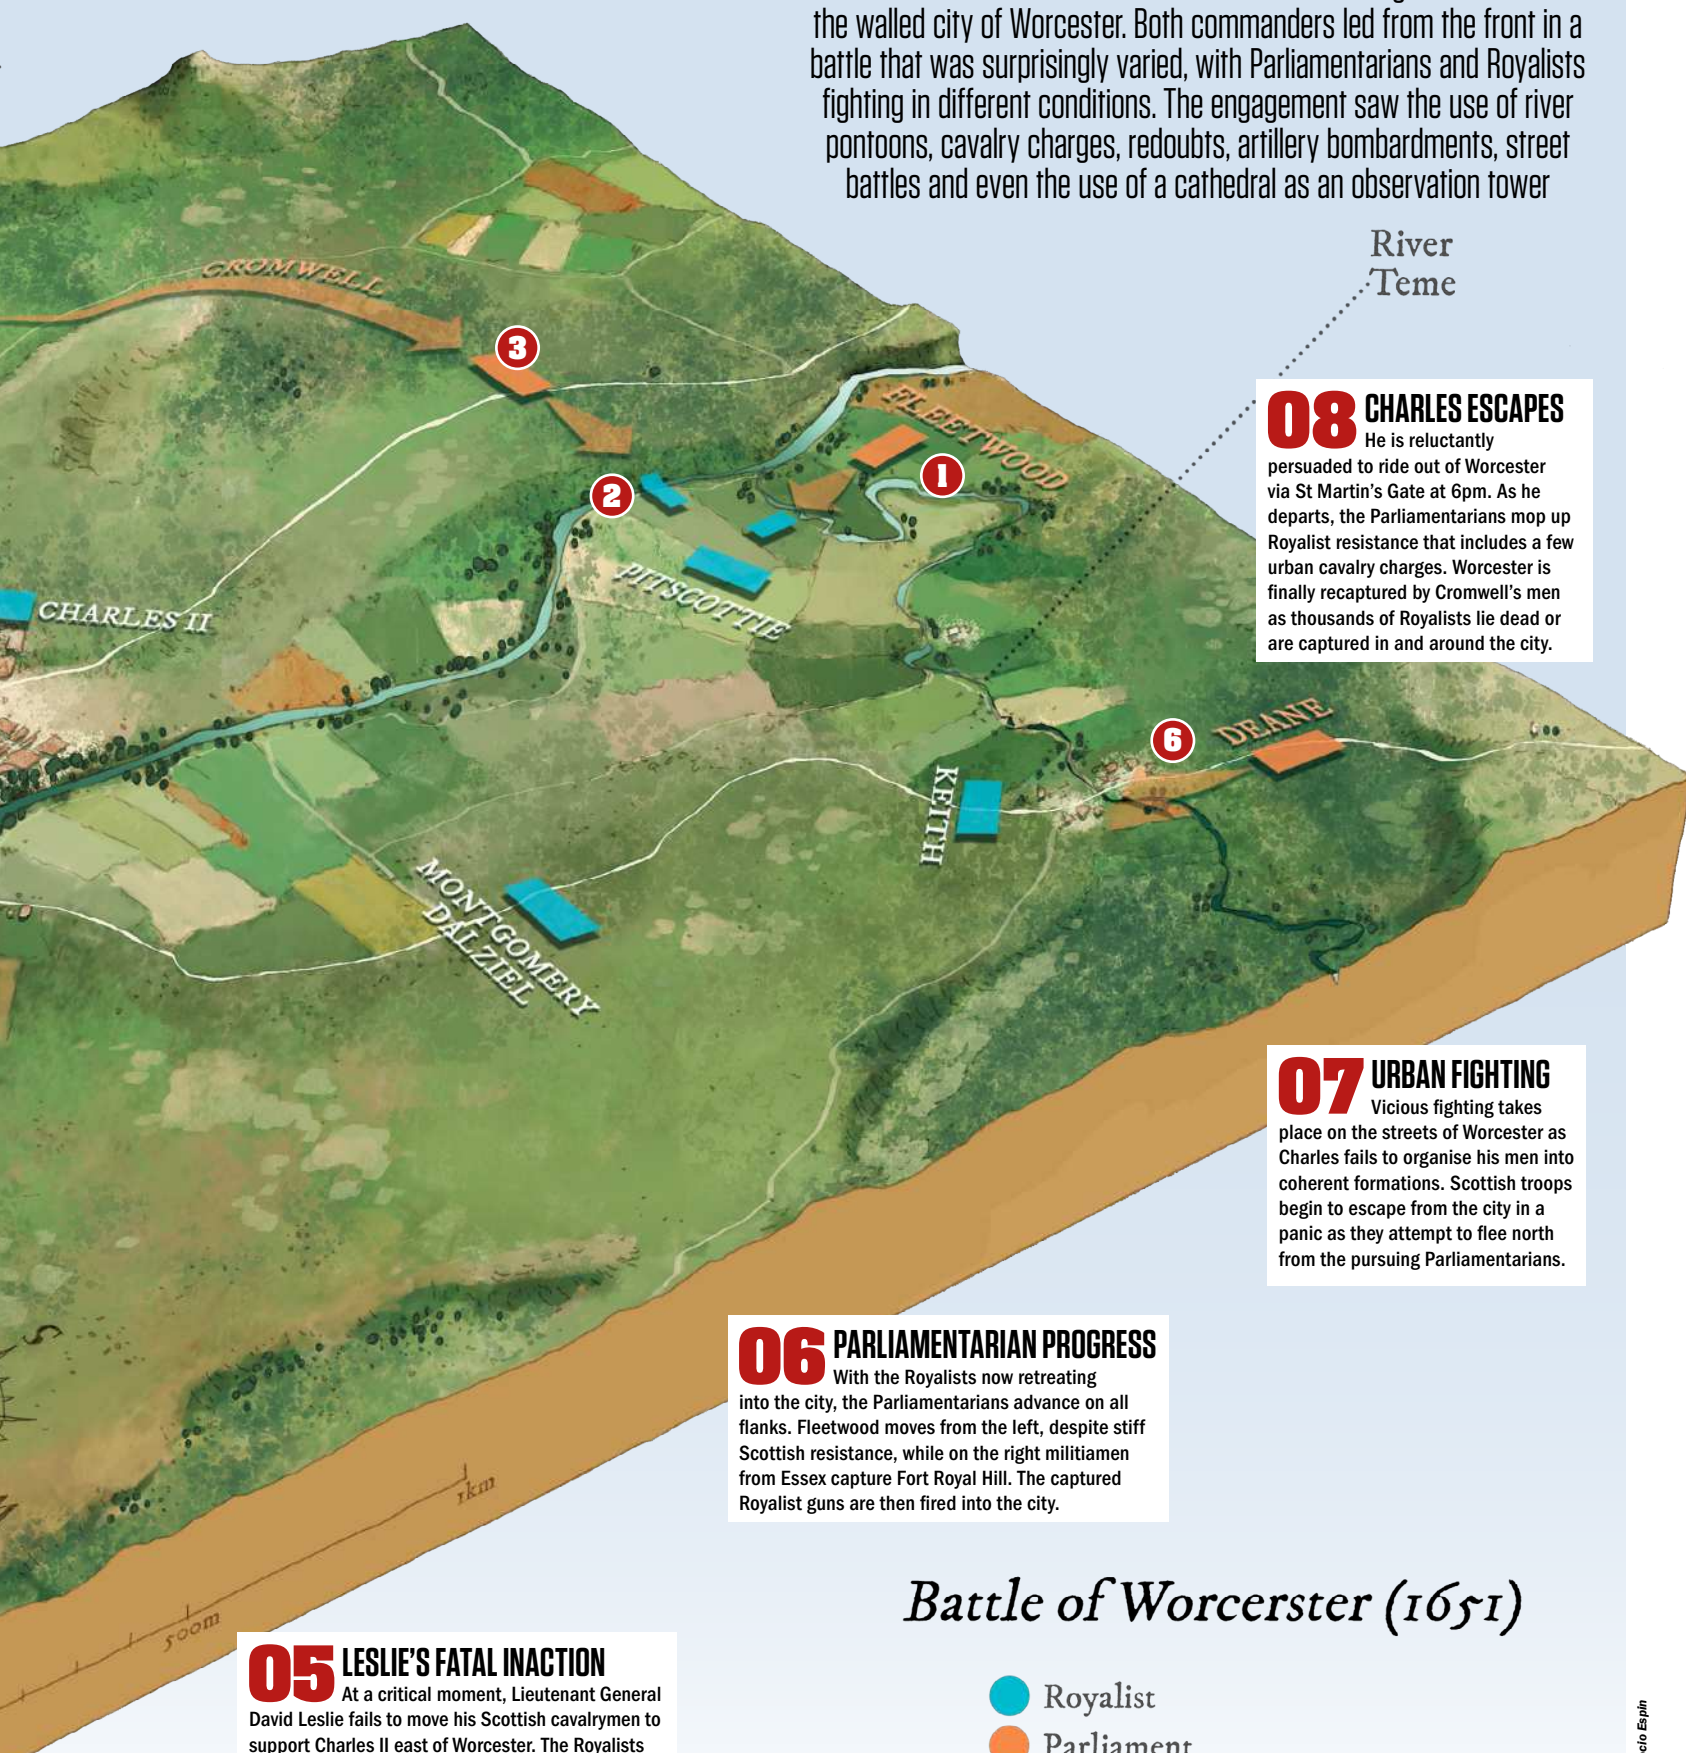 the walled city of Worcester. Both commanders led from the front in a
battle that was surprisingly varied, with Parliamentarians and Royalists
fighting in different conditions. The engagement saw the use of river
pontoons, cavalry charges, redoubts, artillery bombardments, street
battles and even the use of a cathedral as an observation tower
River
Teme
CROMWELL
3
FLEETWOOD
1
2
PITSCOTTIE
CHARLES II
08 CHARLES ESCAPES
He is reluctantly
persuaded to ride out of Worcester
via St Martin's Gate at 6pm. As he
departs, the Parliamentarians mop up
Royalist resistance that includes a few
urban cavalry charges. Worcester is
finally recaptured by Cromwell's men
as thousands of Royalists lie dead or
are captured in and around the city.
6
DEANE
KEITH
MONTGOMERY
DALZIEL
07 URBAN FIGHTING
Vicious fighting takes
place on the streets of Worcester as
Charles fails to organise his men into
coherent formations. Scottish troops
begin to escape from the city in a
panic as they attempt to flee north
from the pursuing Parliamentarians.
06 PARLIAMENTARIAN PROGRESS
With the Royalists now retreating
into the city, the Parliamentarians advance on all
flanks. Fleetwood moves from the left, despite stiff
Scottish resistance, while on the right militiamen
from Essex capture Fort Royal Hill. The captured
Royalist guns are then fired into the city.
S
1km
500m
Battle of Worcerster (1651)
05 LESLIE'S FATAL INACTION
At a critical moment, Lieutenant General
David Leslie fails to move his Scottish cavalrymen to
support Charles II east of Worcester. The Royalists
Royalist
Parliament
Espin